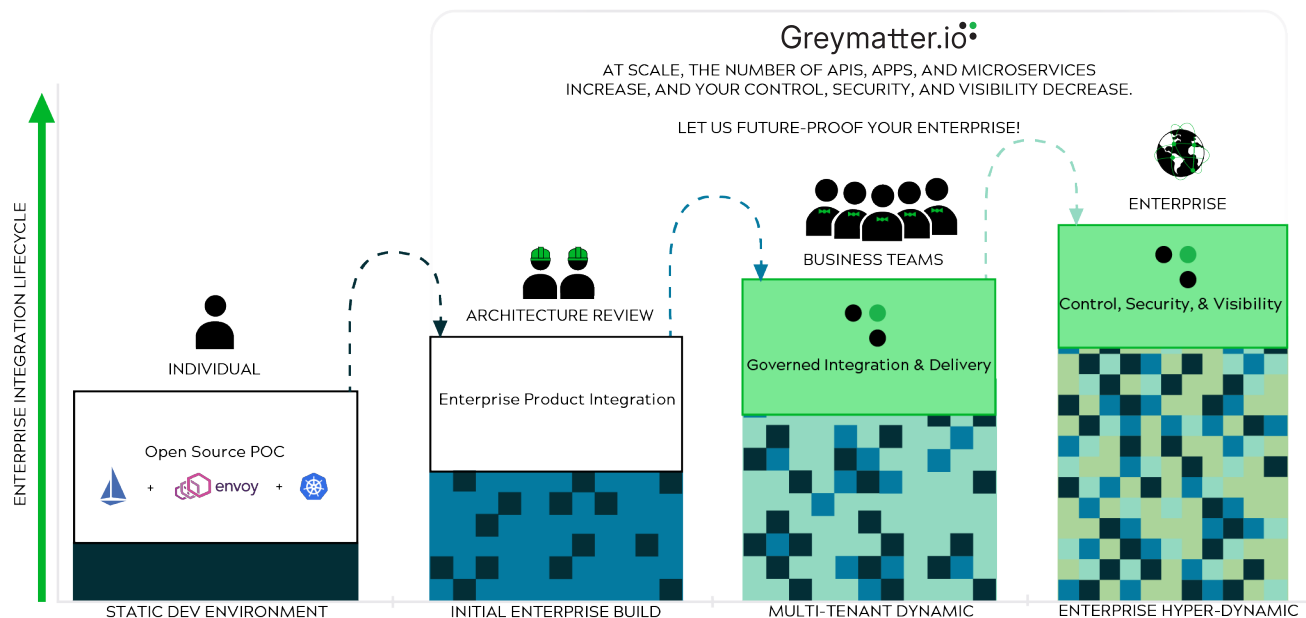 Greymatter.io
AT SCALE, THE NUMBER OF APIS, APPS, AND MICROSERVICES
INCREASE, AND YOUR CONTROL, SECURITY, AND VISIBILITY DECREASE.
LET US FUTURE-PROOF YOUR ENTERPRISE!
ENTERPRISE INTEGRATION LIFECYCLE
INDIVIDUAL
Open Source POC
+ envoy +
STATIC DEV ENVIRONMENT
ARCHITECTURE REVIEW
Enterprise Product Integration
INITIAL ENTERPRISE BUILD
BUSINESS TEAMS
Governed Integration & Delivery
MULTI-TENANT DYNAMIC
ENTERPRISE
Control, Security, & Visibility
ENTERPRISE HYPER-DYNAMIC